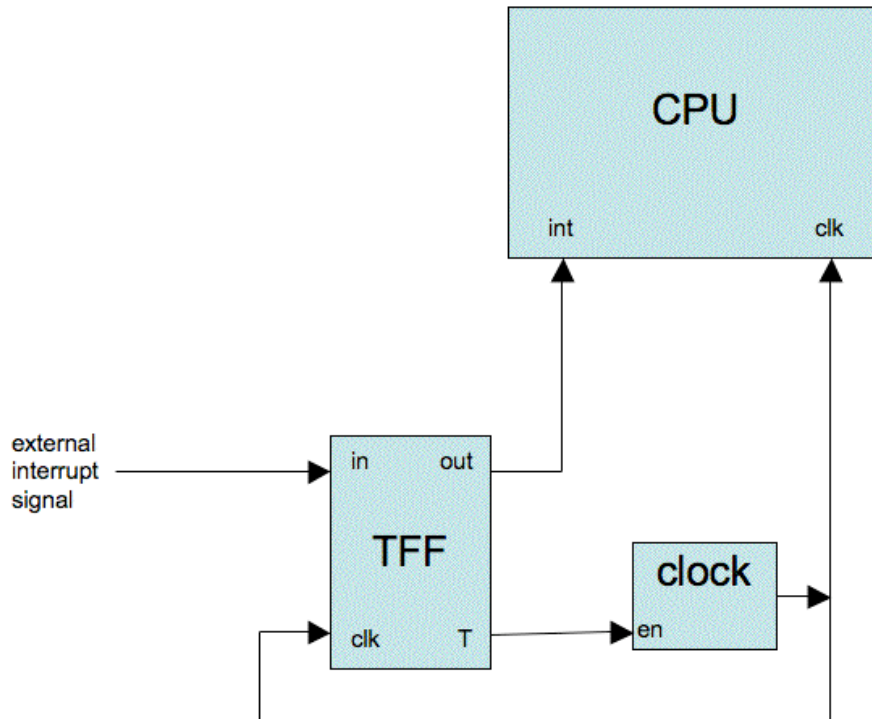 CPU
int clk
external
interrupt
signal
in out
TFF
clk T
clock
en